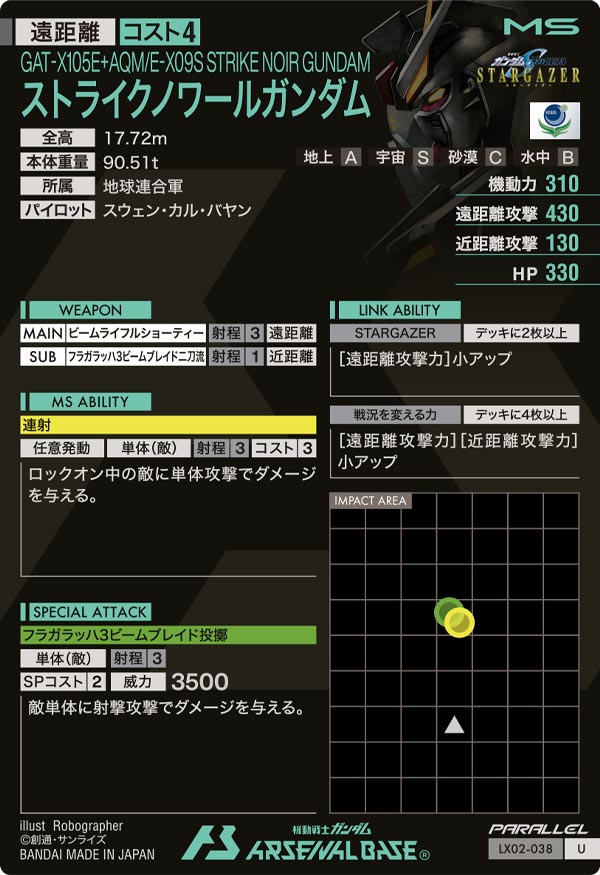 遠距離 コスト4 MS
GAT-X105E+AQM/E-X09S STRIKE NOIR GUNDAM
ストライクノワールガンダム
STARGAZER
全高 17.72m
本体重量 90.51t
所属 地球連合軍
パイロット スウェン・カル・バヤン
地上 A 宇宙 S 砂漠 C 水中 B
機動力 310
遠距離攻撃 430
近距離攻撃 130
HP 330
WEAPON
MAIN ビームライフルショーティー 射程 3 遠距離
SUB フラガラッハ3ビームブレイド二刀流 射程 1 近距離
MS ABILITY
連射
任意発動 単体(敵) 射程 3 コスト 3
ロックオン中の敵に単体攻撃でダメージ
を与える。
SPECIAL ATTACK
フラガラッハ3ビームブレイド投擲
単体(敵) 射程 3
SPコスト 2 威力 3500
敵単体に射撃攻撃でダメージを与える。
LINK ABILITY
STARGAZER デッキに2枚以上
[遠距離攻撃力]小アップ
戦況を変える力 デッキに4枚以上
[遠距離攻撃力][近距離攻撃力]
小アップ
IMPACT AREA
illust Robographer
©創通・サンライズ
BANDAI MADE IN JAPAN
機動戦士ガンダム
ARSENAL BASE®
PARALLEL
LX02-038 U